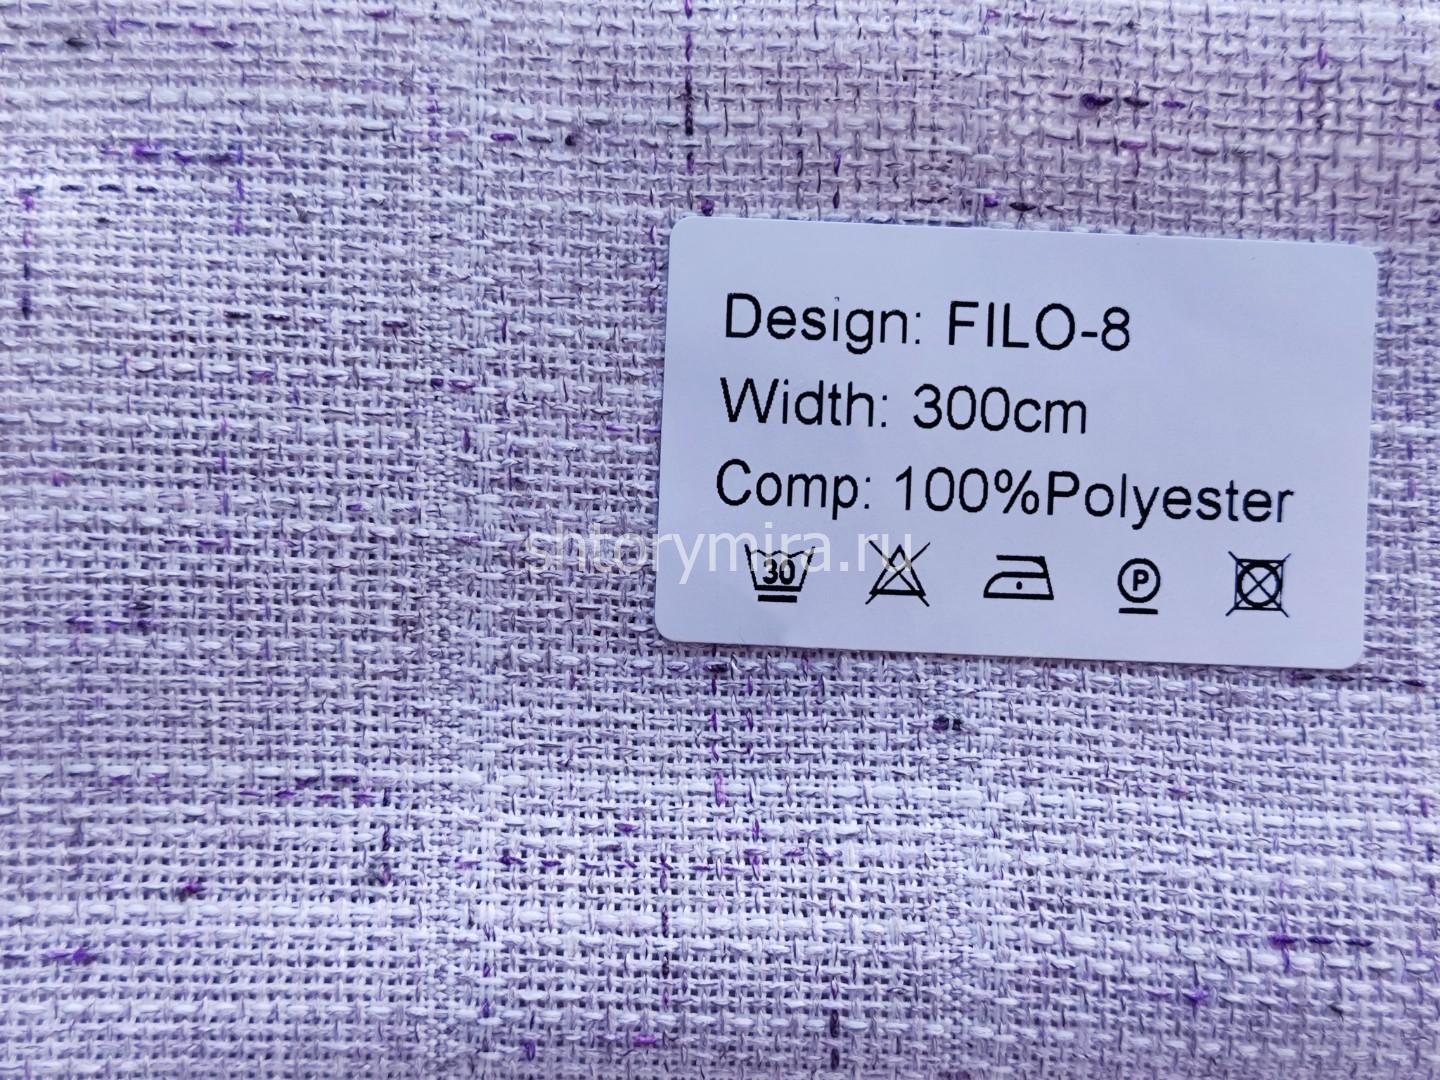 Design: FILO-8
Width: 300cm
Comp: 100%Polyester
shtorymira.ru
30 P